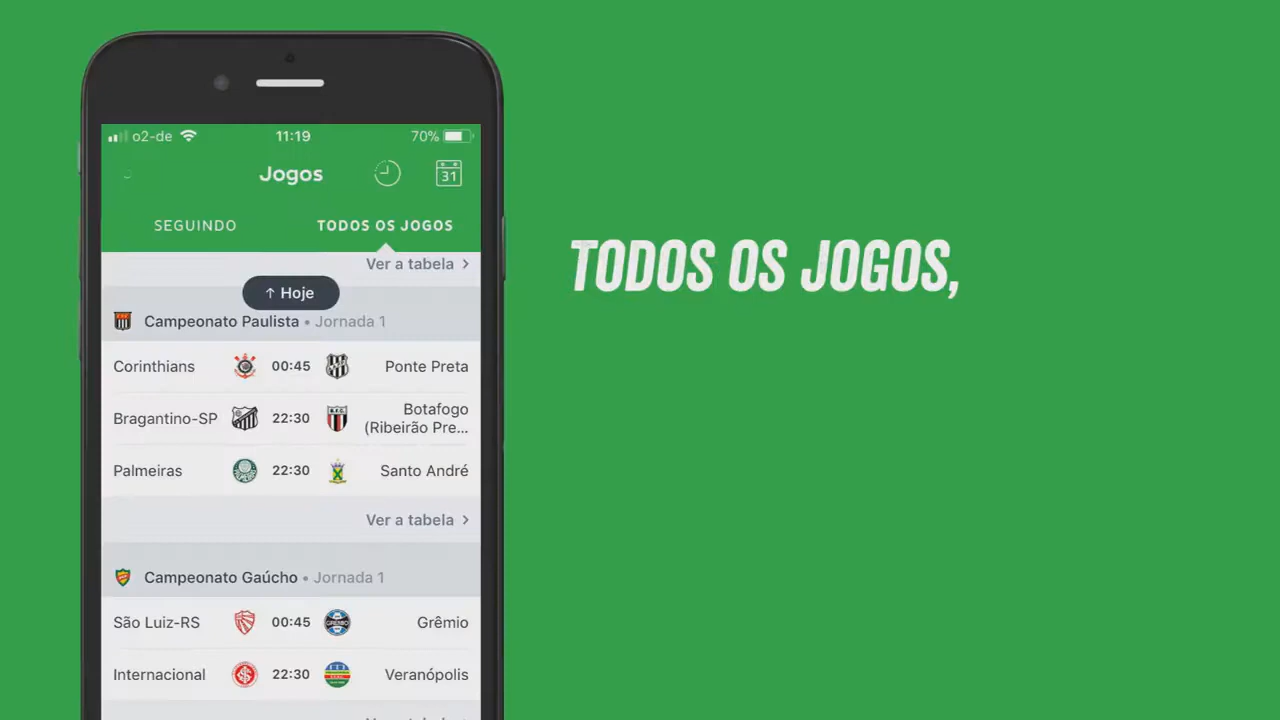 o2-de 11:19 70%
Jogos 31
SEGUINDO TODOS OS JOGOS
Ver a tabela >
↑ Hoje
Campeonato Paulista • Jornada 1
Corinthians 00:45 Ponte Preta
Bragantino-SP 22:30 Botafogo (Ribeirão Pre...
Palmeiras 22:30 Santo André
Ver a tabela >
Campeonato Gaúcho • Jornada 1
São Luiz-RS 00:45 Grêmio
Internacional 22:30 Veranópolis
TODOS OS JOGOS,